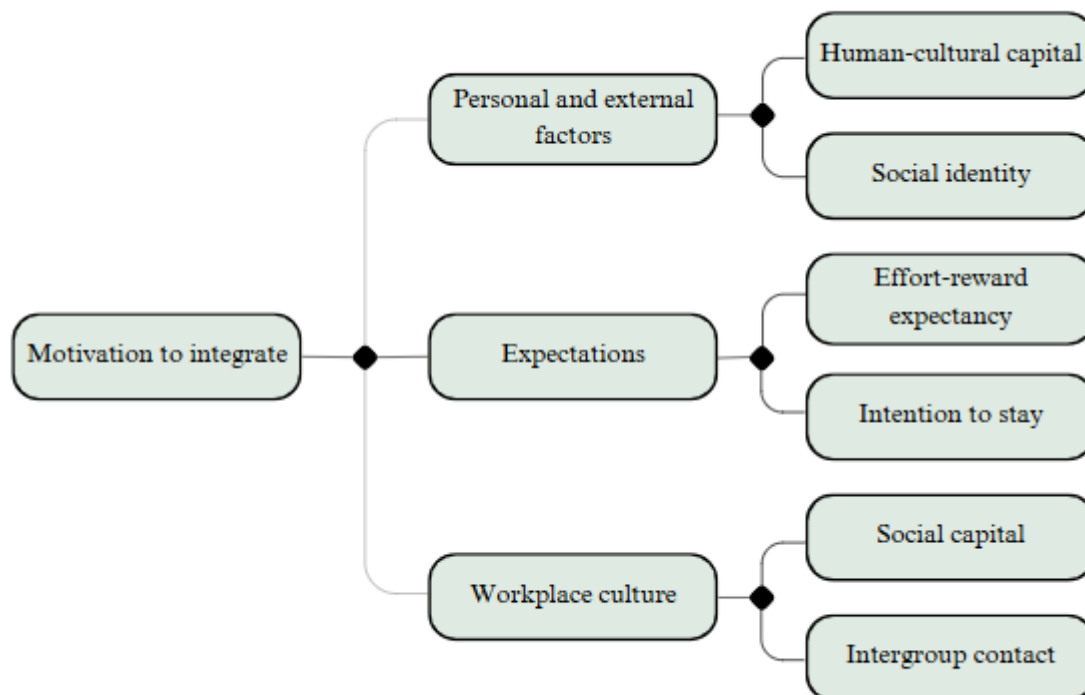 Motivation to integrate
Personal and external
factors
Human-cultural capital
Social identity
Expectations
Effort-reward
expectancy
Intention to stay
Workplace culture
Social capital
Intergroup contact